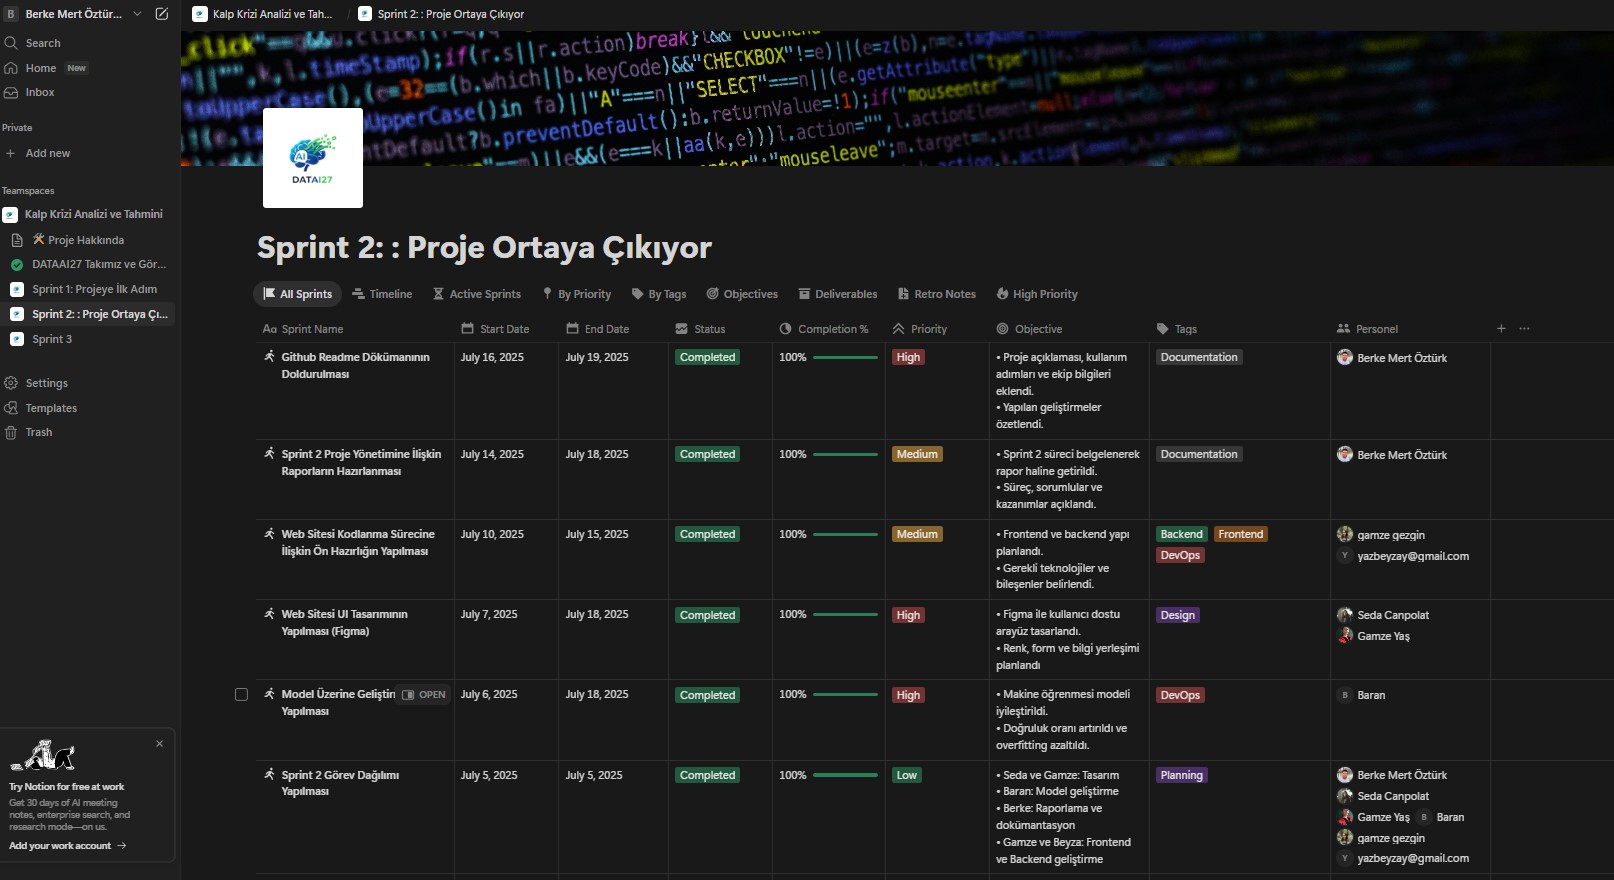 B Berke Mert Öztür...
Search
Home New
Inbox
Private
Add new
Teamspaces
Kalp Krizi Analizi ve Tahmini
Proje Hakkında
DATAAI27 Takımız ve Gör...
Sprint 1: Projeye İlk Adım
Sprint 2: : Proje Ortaya Çı...
Sprint 3
Settings
Templates
Trash
Try Notion for free at work
Get 30 days of AI meeting
notes, enterprise search, and
research mode—on us.
Add your work account →
Kalp Krizi Analizi ve Tah... / Sprint 2: : Proje Ortaya Çıkıyor
AI
DATAI27
Sprint 2: : Proje Ortaya Çıkıyor
All Sprints Timeline Active Sprints By Priority By Tags Objectives Deliverables Retro Notes High Priority
Aa Sprint Name Start Date End Date Status Completion % Priority Objective Tags Personel
Github Readme Dökümanının
Doldurulması
July 16, 2025
July 19, 2025
Completed
100%
High
• Proje açıklaması, kullanım
adımları ve ekip bilgileri
eklendi.
• Yapılan geliştirmeler
özetlendi.
Documentation
Berke Mert Öztürk
Sprint 2 Proje Yönetimine İlişkin
Raporların Hazırlanması
July 14, 2025
July 18, 2025
Completed
100%
Medium
• Sprint 2 süreci belgelenerek
rapor haline getirildi.
• Süreç, sorumlular ve
kazanımlar açıklandı.
Documentation
Berke Mert Öztürk
Web Sitesi Kodlanma Sürecine
İlişkin Ön Hazırlığın Yapılması
July 10, 2025
July 15, 2025
Completed
100%
Medium
• Frontend ve backend yapı
planlandı.
• Gerekli teknolojiler ve
bileşenler belirlendi.
Backend Frontend
DevOps
gamze gezgin
Y yazbeyzay@gmail.com
Web Sitesi UI Tasarımının
Yapılması (Figma)
July 7, 2025
July 18, 2025
Completed
100%
High
• Figma ile kullanıcı dostu
arayüz tasarlandı.
• Renk, form ve bilgi yerleşimi
planlandı
Design
Seda Canpolat
Gamze Yaş
Model Üzerine Geliştir OPEN
Yapılması
July 6, 2025
July 18, 2025
Completed
100%
High
• Makine öğrenmesi modeli
iyileştirildi.
• Doğruluk oranı artırıldı ve
overfitting azaltıldı.
DevOps
B Baran
Sprint 2 Görev Dağılımı
Yapılması
July 5, 2025
July 5, 2025
Completed
100%
Low
• Seda ve Gamze: Tasarım
• Baran: Model geliştirme
• Berke: Raporlama ve
dokümantasyon
• Gamze ve Beyza: Frontend
ve Backend geliştirme
Planning
Berke Mert Öztürk
Seda Canpolat
Gamze Yaş B Baran
gamze gezgin
Y yazbeyzay@gmail.com